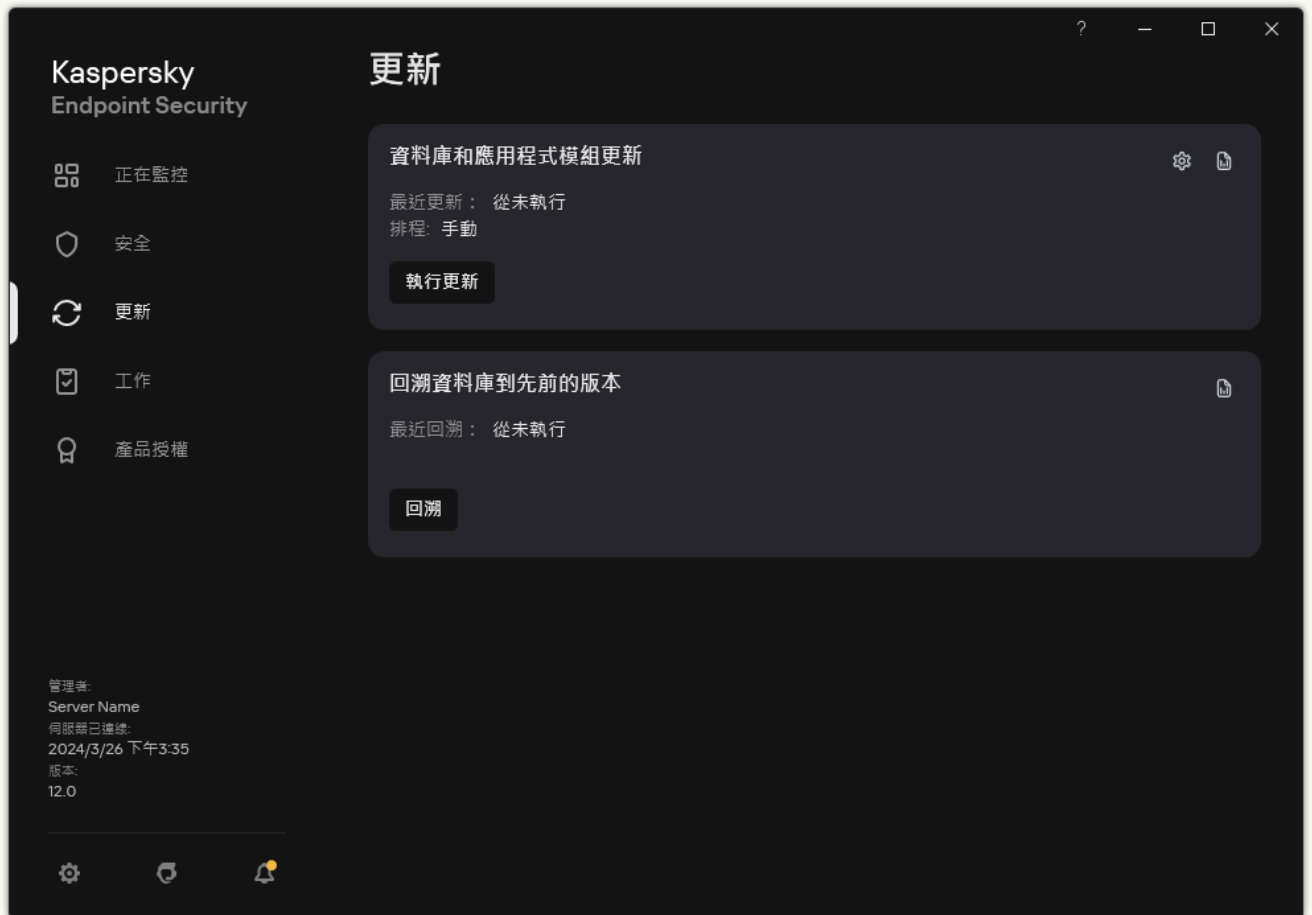 ?
Kaspersky
Endpoint Security
正在監控
安全
更新
工作
產品授權
管理者:
Server Name
伺服器已連線:
2024/3/26 下午3:35
版本:
12.0
更新
資料庫和應用程式模組更新
最近更新： 從未執行
排程: 手動
執行更新
回溯資料庫到先前的版本
最近回溯： 從未執行
回溯